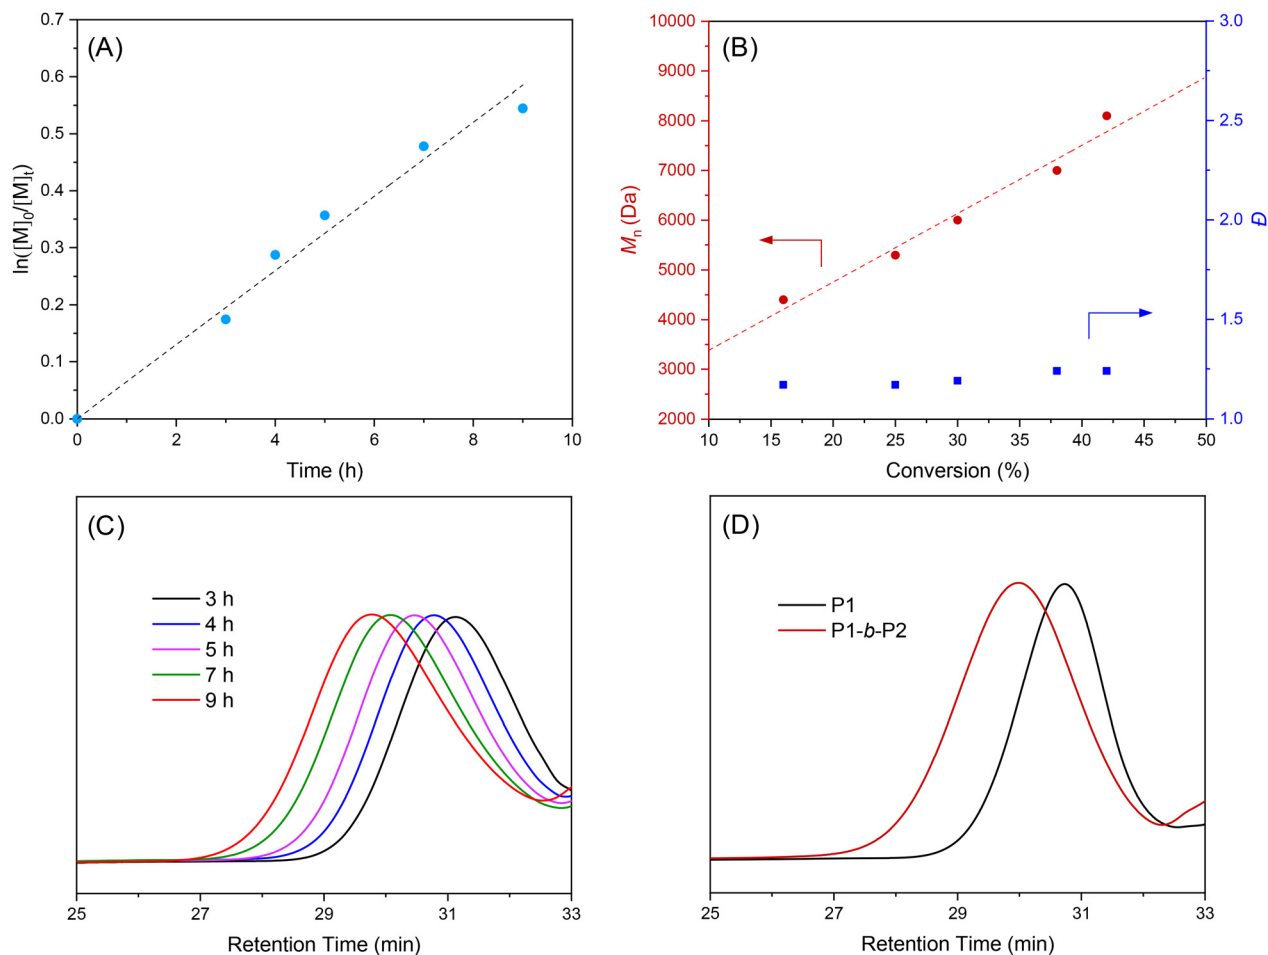 (A)
0.7
0.6
0.5
0.4
0.3
0.2
0.1
0.0
ln([M]0/[M]t)
0 2 4 6 8 10
Time (h)
(B)
10000
9000
8000
7000
6000
5000
4000
3000
2000
Mn (Da)
3.0
2.5
2.0
1.5
1.0
Đ
10 15 20 25 30 35 40 45 50
Conversion (%)
(C)
3 h
4 h
5 h
7 h
9 h
25 27 29 31 33
Retention Time (min)
(D)
P1
P1-b-P2
25 27 29 31 33
Retention Time (min)